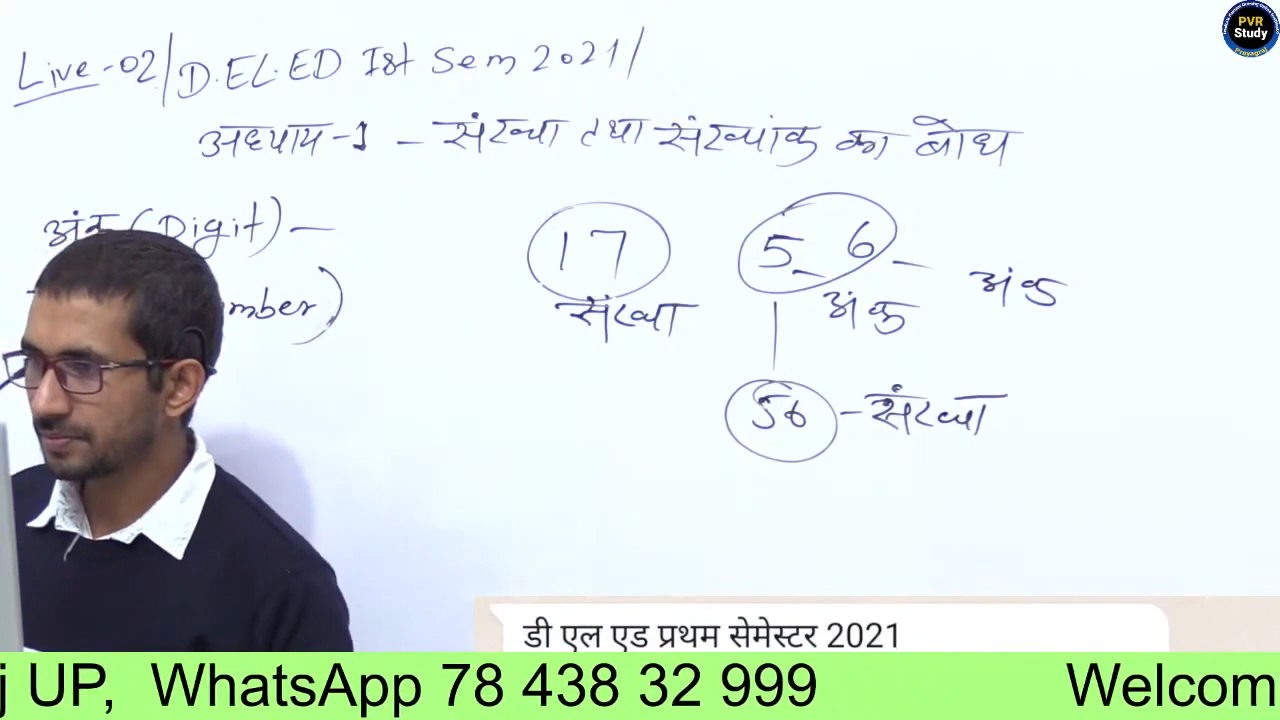 PVR
Study
Prayagraj
Live-02/D.EL.ED Ist Sem 2021/
अध्याय-1 - संख्या तथा संख्यांक का बोध
अंक (Digit) -
17
5 6 -
अंक
mber)
संख्या
अंक
56 - संख्या
डी एल एड प्रथम सेमेस्टर 2021
j UP, WhatsApp 78 438 32 999
Welcom